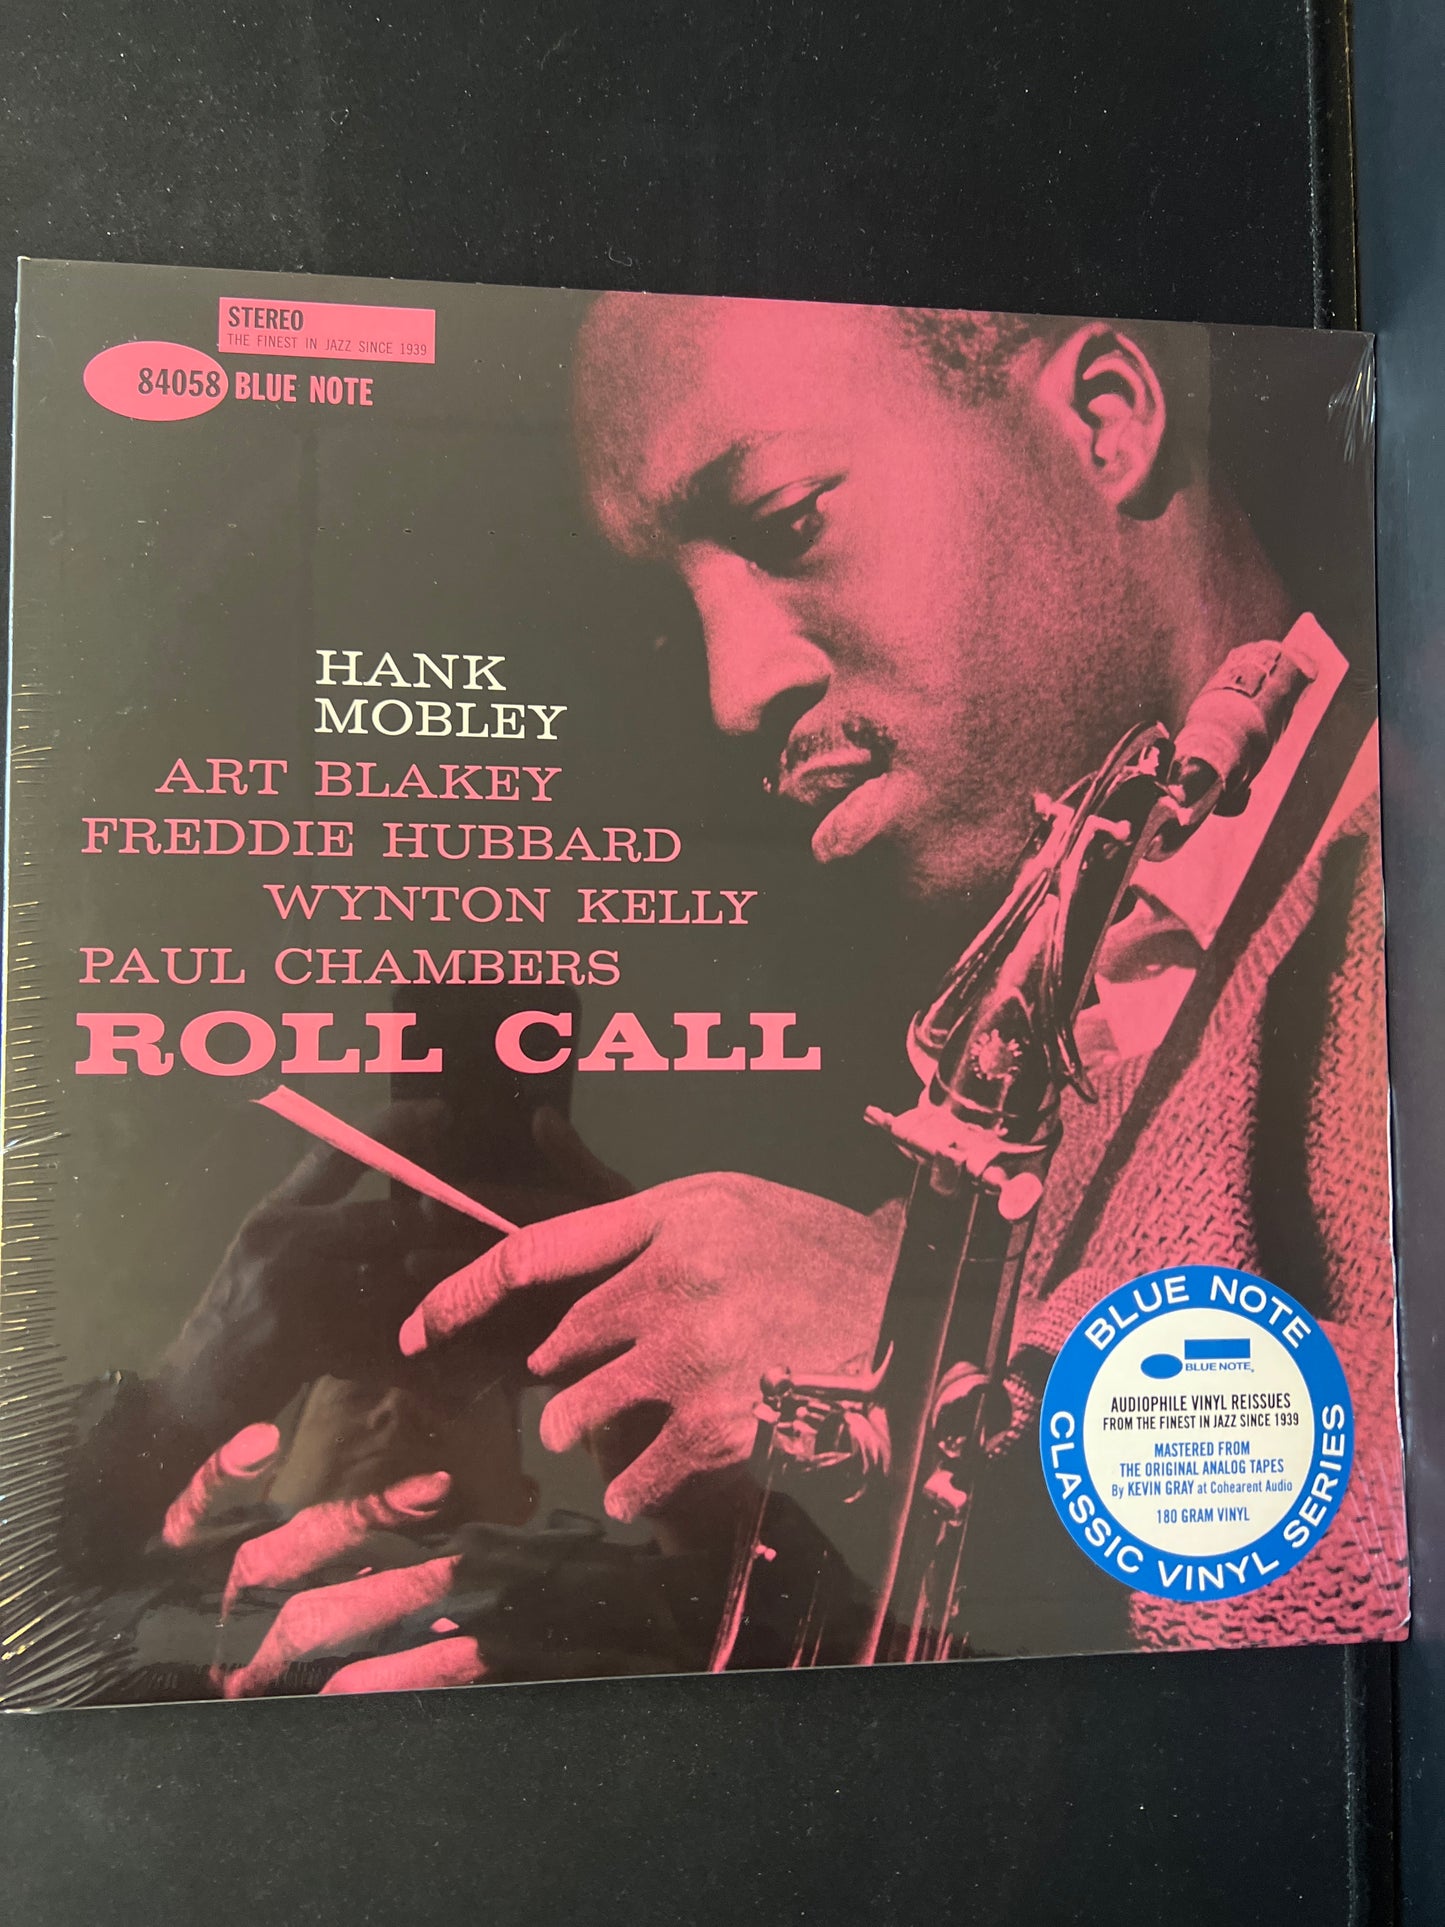 STEREO
THE FINEST IN JAZZ SINCE 1939
84058 BLUE NOTE
HANK
MOBLEY
ART BLAKEY
FREDDIE HUBBARD
WYNTON KELLY
PAUL CHAMBERS
ROLL CALL
BLUE NOTE
BLUE NOTE
AUDIOPHILE VINYL REISSUES
FROM THE FINEST IN JAZZ SINCE 1939
MASTERED FROM
THE ORIGINAL ANALOG TAPES
By KEVIN GRAY at Cohearent Audio
180 GRAM VINYL
CLASSIC VINYL SERIES